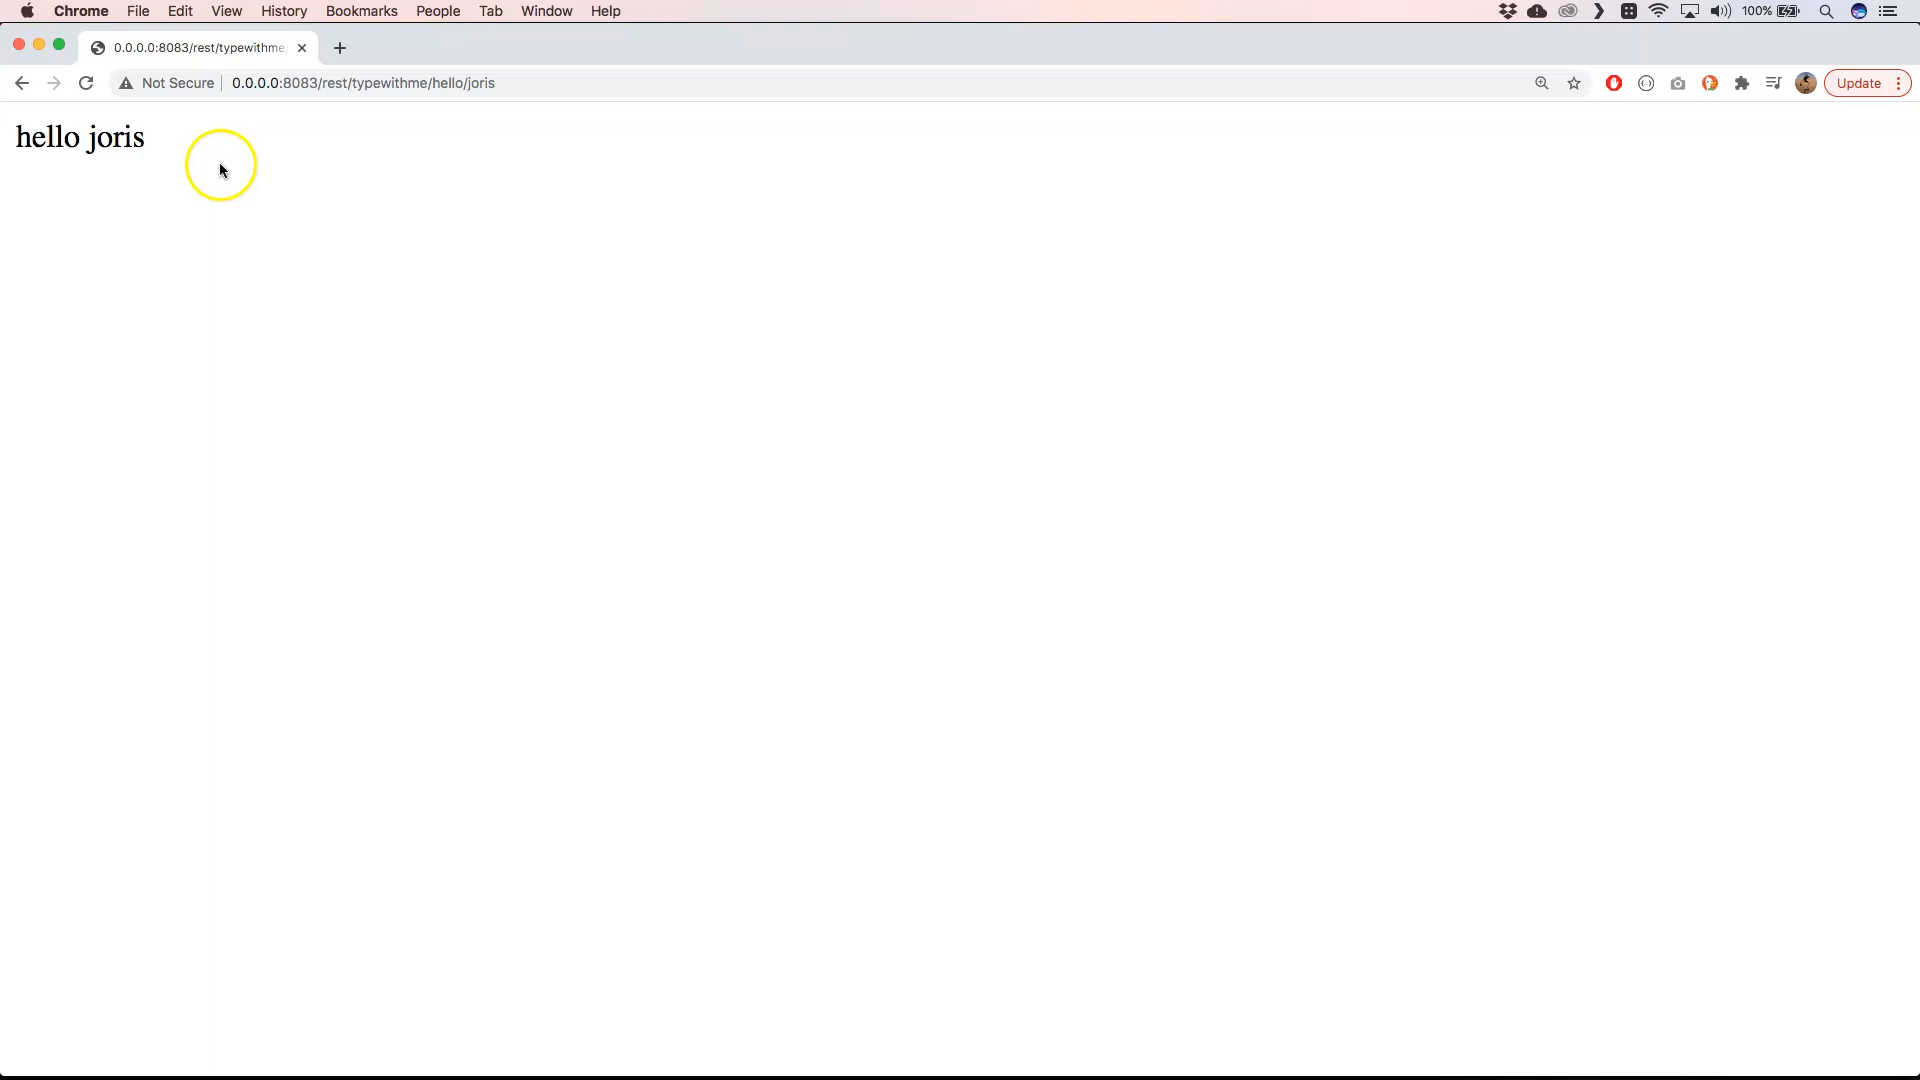 Chrome File Edit View History Bookmarks People Tab Window Help 100%
0.0.0.0:8083/rest/typewithme
Not Secure 0.0.0.0:8083/rest/typewithme/hello/joris Update
hello joris